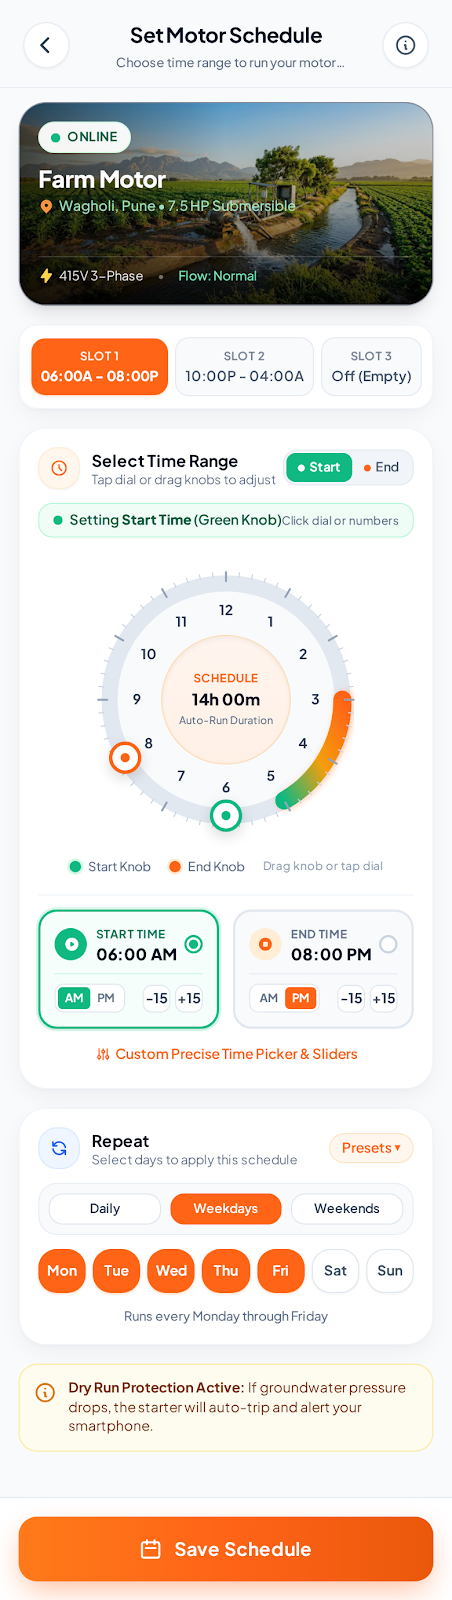 Set Motor Schedule
Choose time range to run your motor...
ONLINE
Farm Motor
Wagholi, Pune • 7.5 HP Submersible
415V 3-Phase • Flow: Normal
SLOT 1
06:00A - 08:00P
SLOT 2
10:00P - 04:00A
SLOT 3
Off (Empty)
Select Time Range
Tap dial or drag knobs to adjust
Start
End
Setting Start Time (Green Knob)
Click dial or numbers
12
1
2
3
4
5
6
7
8
9
10
11
SCHEDULE
14h 00m
Auto-Run Duration
Start Knob
End Knob
Drag knob or tap dial
START TIME
06:00 AM
AM PM -15 +15
END TIME
08:00 PM
AM PM -15 +15
Custom Precise Time Picker & Sliders
Repeat
Select days to apply this schedule
Presets ▾
Daily
Weekdays
Weekends
Mon Tue Wed Thu Fri Sat Sun
Runs every Monday through Friday
Dry Run Protection Active: If groundwater pressure
drops, the starter will auto-trip and alert your
smartphone.
Save Schedule